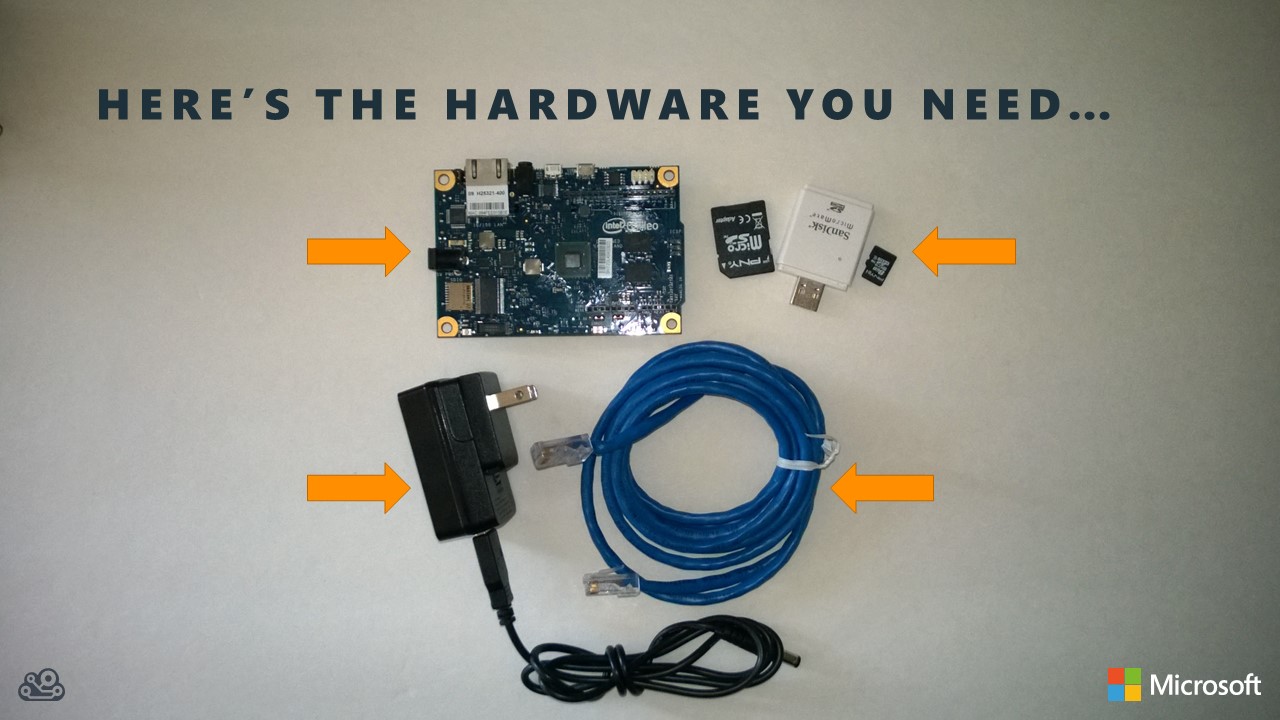 HERE’S THE HARDWARE YOU NEED…
intel Galileo
Micro
SD
Adapter
PNY
SanDisk
MicroMate
Microsoft